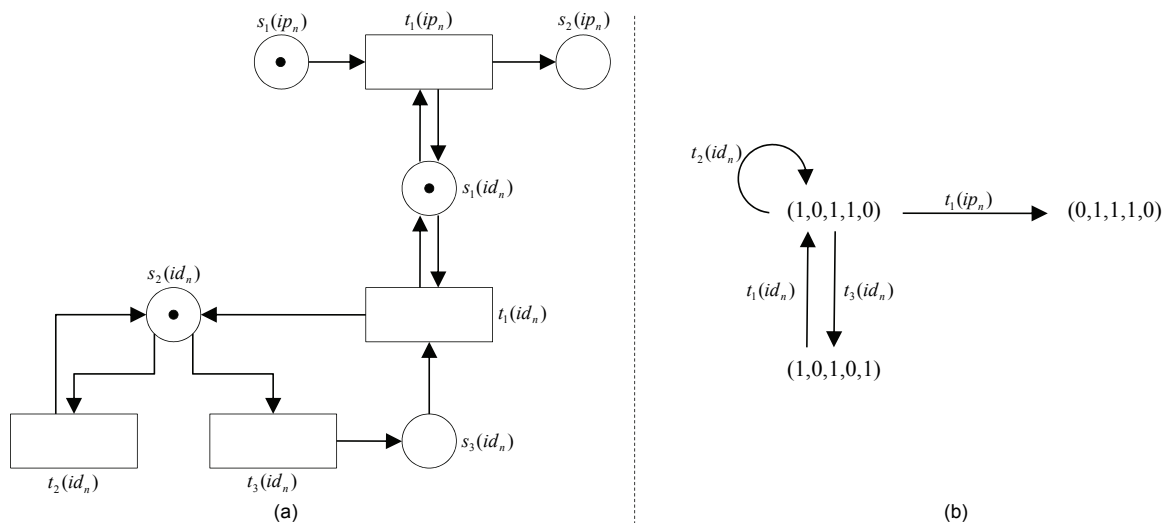 s₁(ipₙ) t₁(ipₙ) s₂(ipₙ)
s₁(idₙ)
s₂(idₙ)
t₁(idₙ)
s₃(idₙ)
t₂(idₙ) t₃(idₙ)
(a)
t₂(idₙ)
(1,0,1,1,0) t₁(ipₙ) (0,1,1,1,0)
t₁(idₙ) t₃(idₙ)
(1,0,1,0,1)
(b)